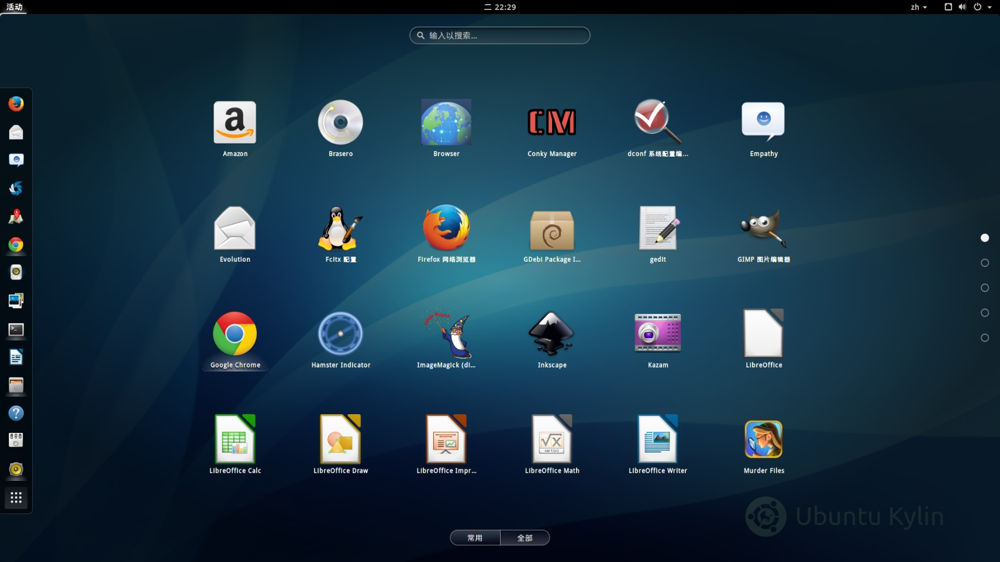 活动
二 22:29
zh
输入以搜索...
Amazon
Brasero
Browser
Conky Manager
dconf 系统配置编...
Empathy
Evolution
Fcitx 配置
Firefox 网络浏览器
GDebi Package I...
gedit
GIMP 图片编辑器
Google Chrome
Hamster Indicator
ImageMagick (di...
Inkscape
Kazam
LibreOffice
LibreOffice Calc
LibreOffice Draw
LibreOffice Impr...
LibreOffice Math
LibreOffice Writer
Murder Files
Ubuntu Kylin
常用
全部